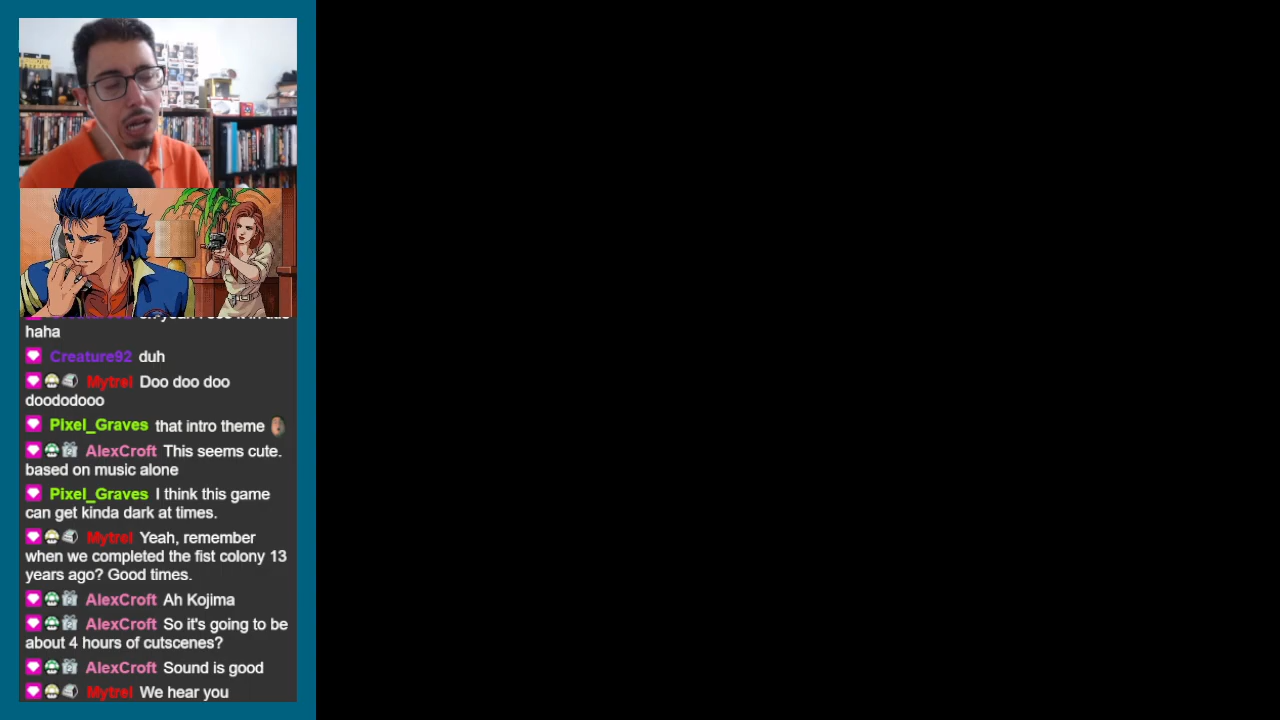 haha
Creature92 duh
Mytrel Doo doo doo
doododooo
Pixel_Graves that intro theme
AlexCroft This seems cute.
based on music alone
Pixel_Graves I think this game
can get kinda dark at times.
Mytrel Yeah, remember
when we completed the fist colony 13
years ago? Good times.
AlexCroft Ah Kojima
AlexCroft So it's going to be
about 4 hours of cutscenes?
AlexCroft Sound is good
Mytrel We hear you